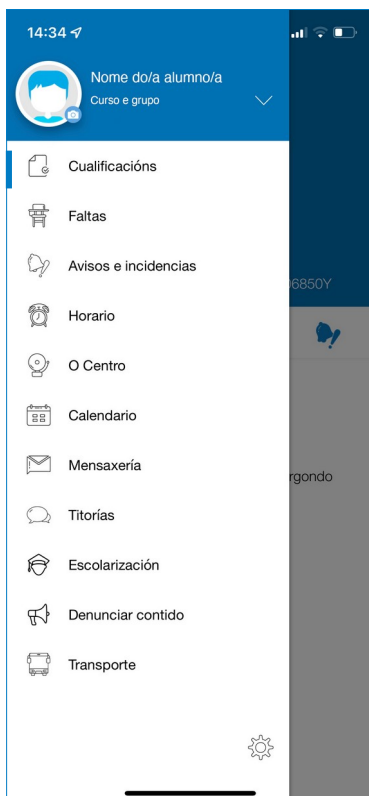 14:34
Nome do/a alumno/a
Curso e grupo
Cualificacións
Faltas
Avisos e incidencias
06850Y
Horario
O Centro
Calendario
Mensaxería
rgondo
Titorías
Escolarización
Denunciar contido
Transporte